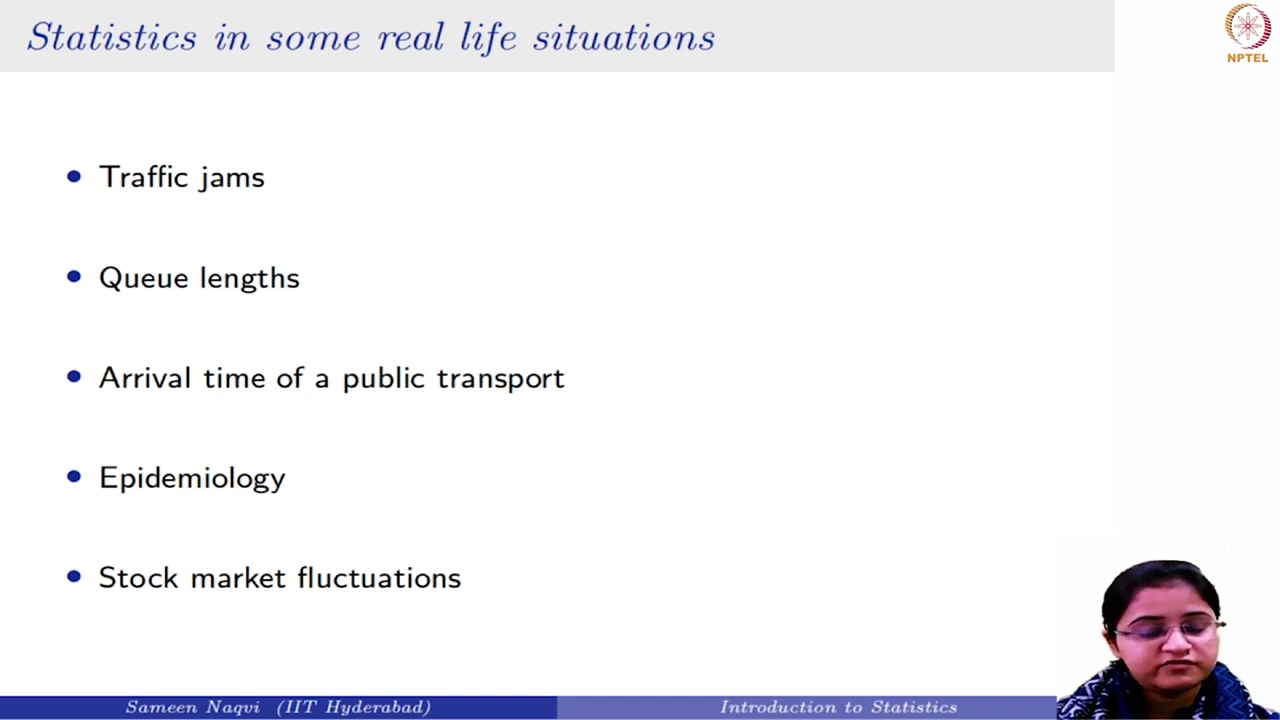 Statistics in some real life situations
NPTEL
• Traffic jams
• Queue lengths
• Arrival time of a public transport
• Epidemiology
• Stock market fluctuations
Sameen Naqvi (IIT Hyderabad)
Introduction to Statistics